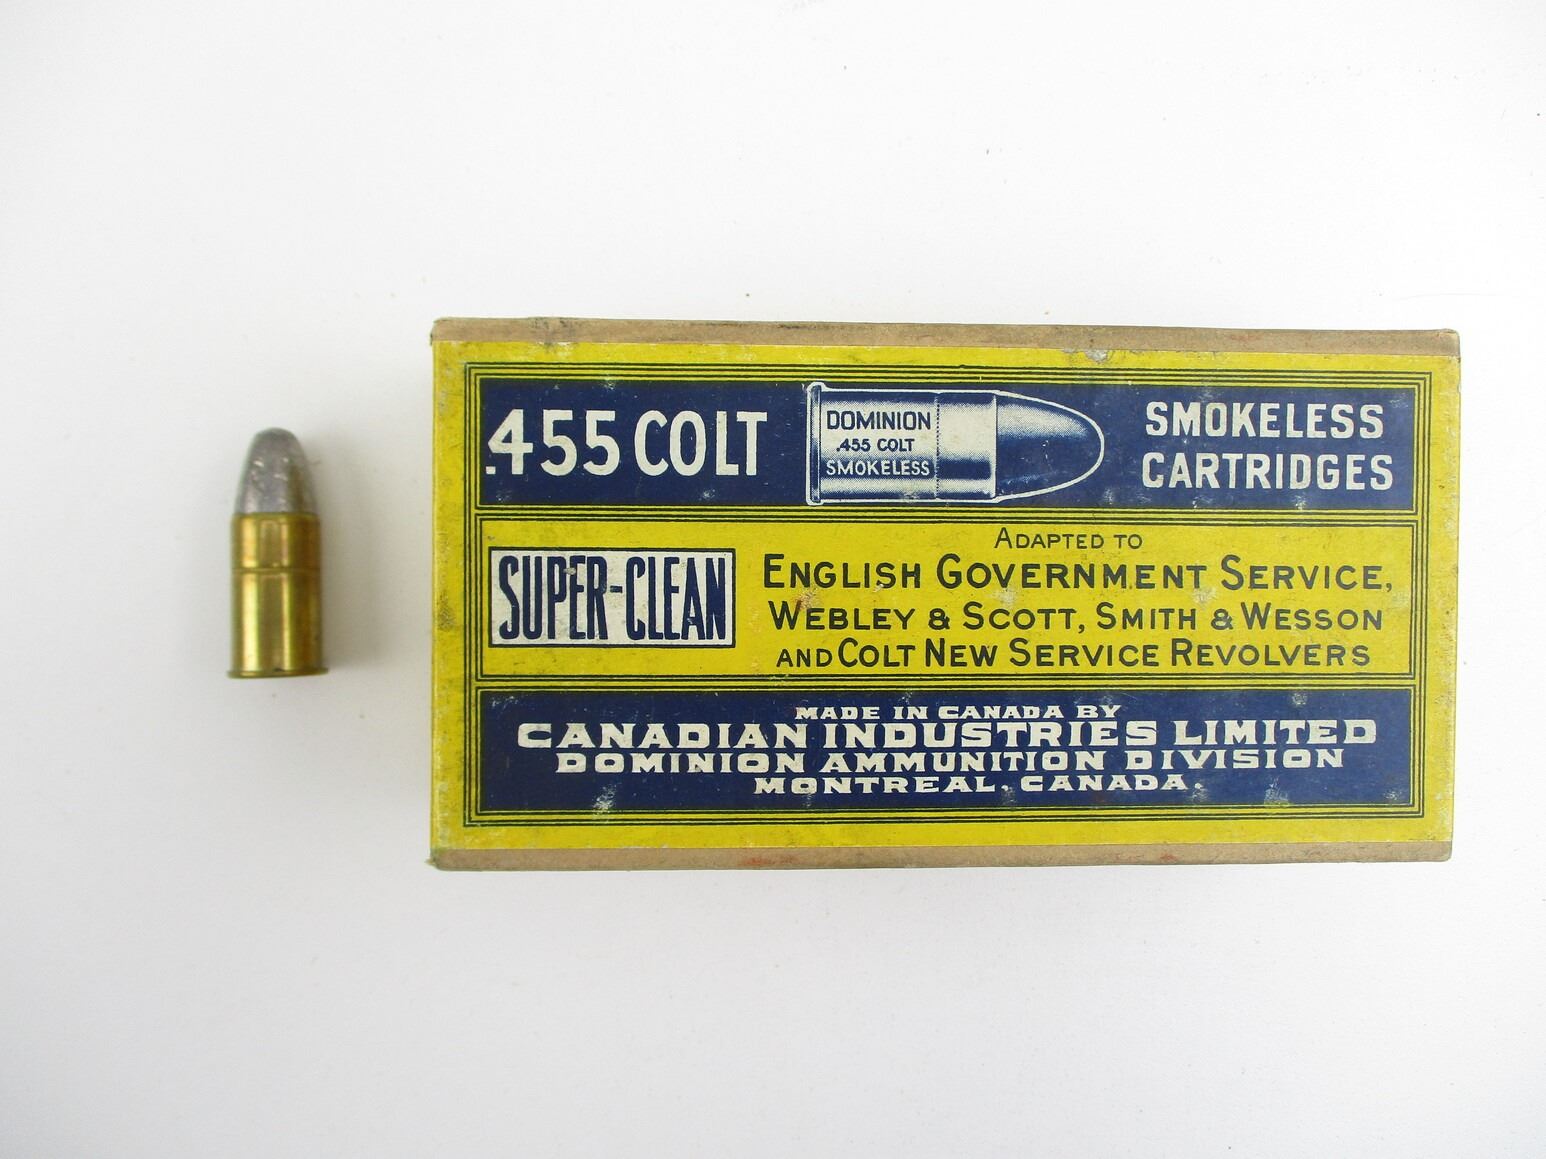 .455 COLT
DOMINION
.455 COLT
SMOKELESS
SMOKELESS
CARTRIDGES
SUPER-CLEAN
ADAPTED TO
ENGLISH GOVERNMENT SERVICE,
WEBLEY & SCOTT, SMITH & WESSON
AND COLT NEW SERVICE REVOLVERS
MADE IN CANADA BY
CANADIAN INDUSTRIES LIMITED
DOMINION AMMUNITION DIVISION
MONTREAL, CANADA.